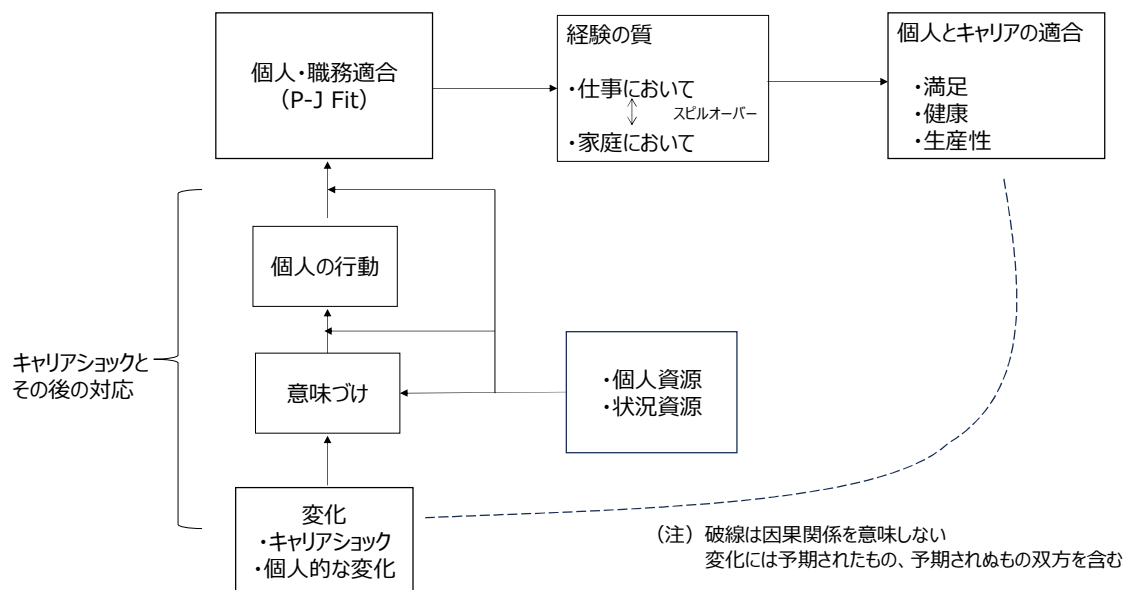 個人・職務適合
(P-J Fit)
経験の質
・仕事において
スピルオーバー
・家庭において
個人とキャリアの適合
・満足
・健康
・生産性
個人の行動
キャリアショックと
その後の対応
意味づけ
・個人資源
・状況資源
変化
・キャリアショック
・個人的な変化
（注）破線は因果関係を意味しない
変化には予期されたもの、予期されぬもの双方を含む